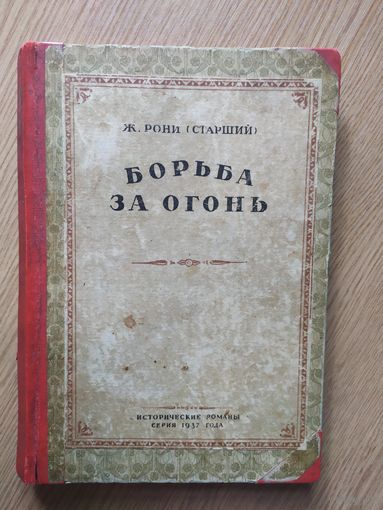 Ж. РОНИ (СТАРШИЙ)
БОРЬБА
ЗА ОГОНЬ
ИСТОРИЧЕСКИЕ РОМАНЫ
СЕРИЯ 1937 ГОДА